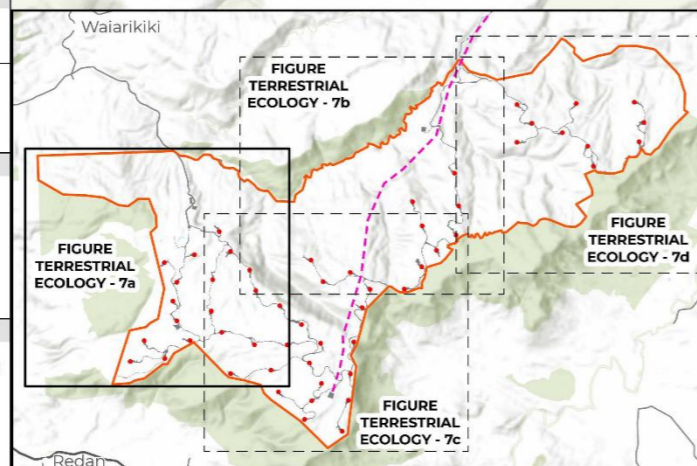 Waiarikiki
FIGURE
TERRESTRIAL
ECOLOGY - 7b
FIGURE
TERRESTRIAL
ECOLOGY - 7a
FIGURE
TERRESTRIAL
ECOLOGY - 7d
FIGURE
TERRESTRIAL
ECOLOGY - 7c
Redan